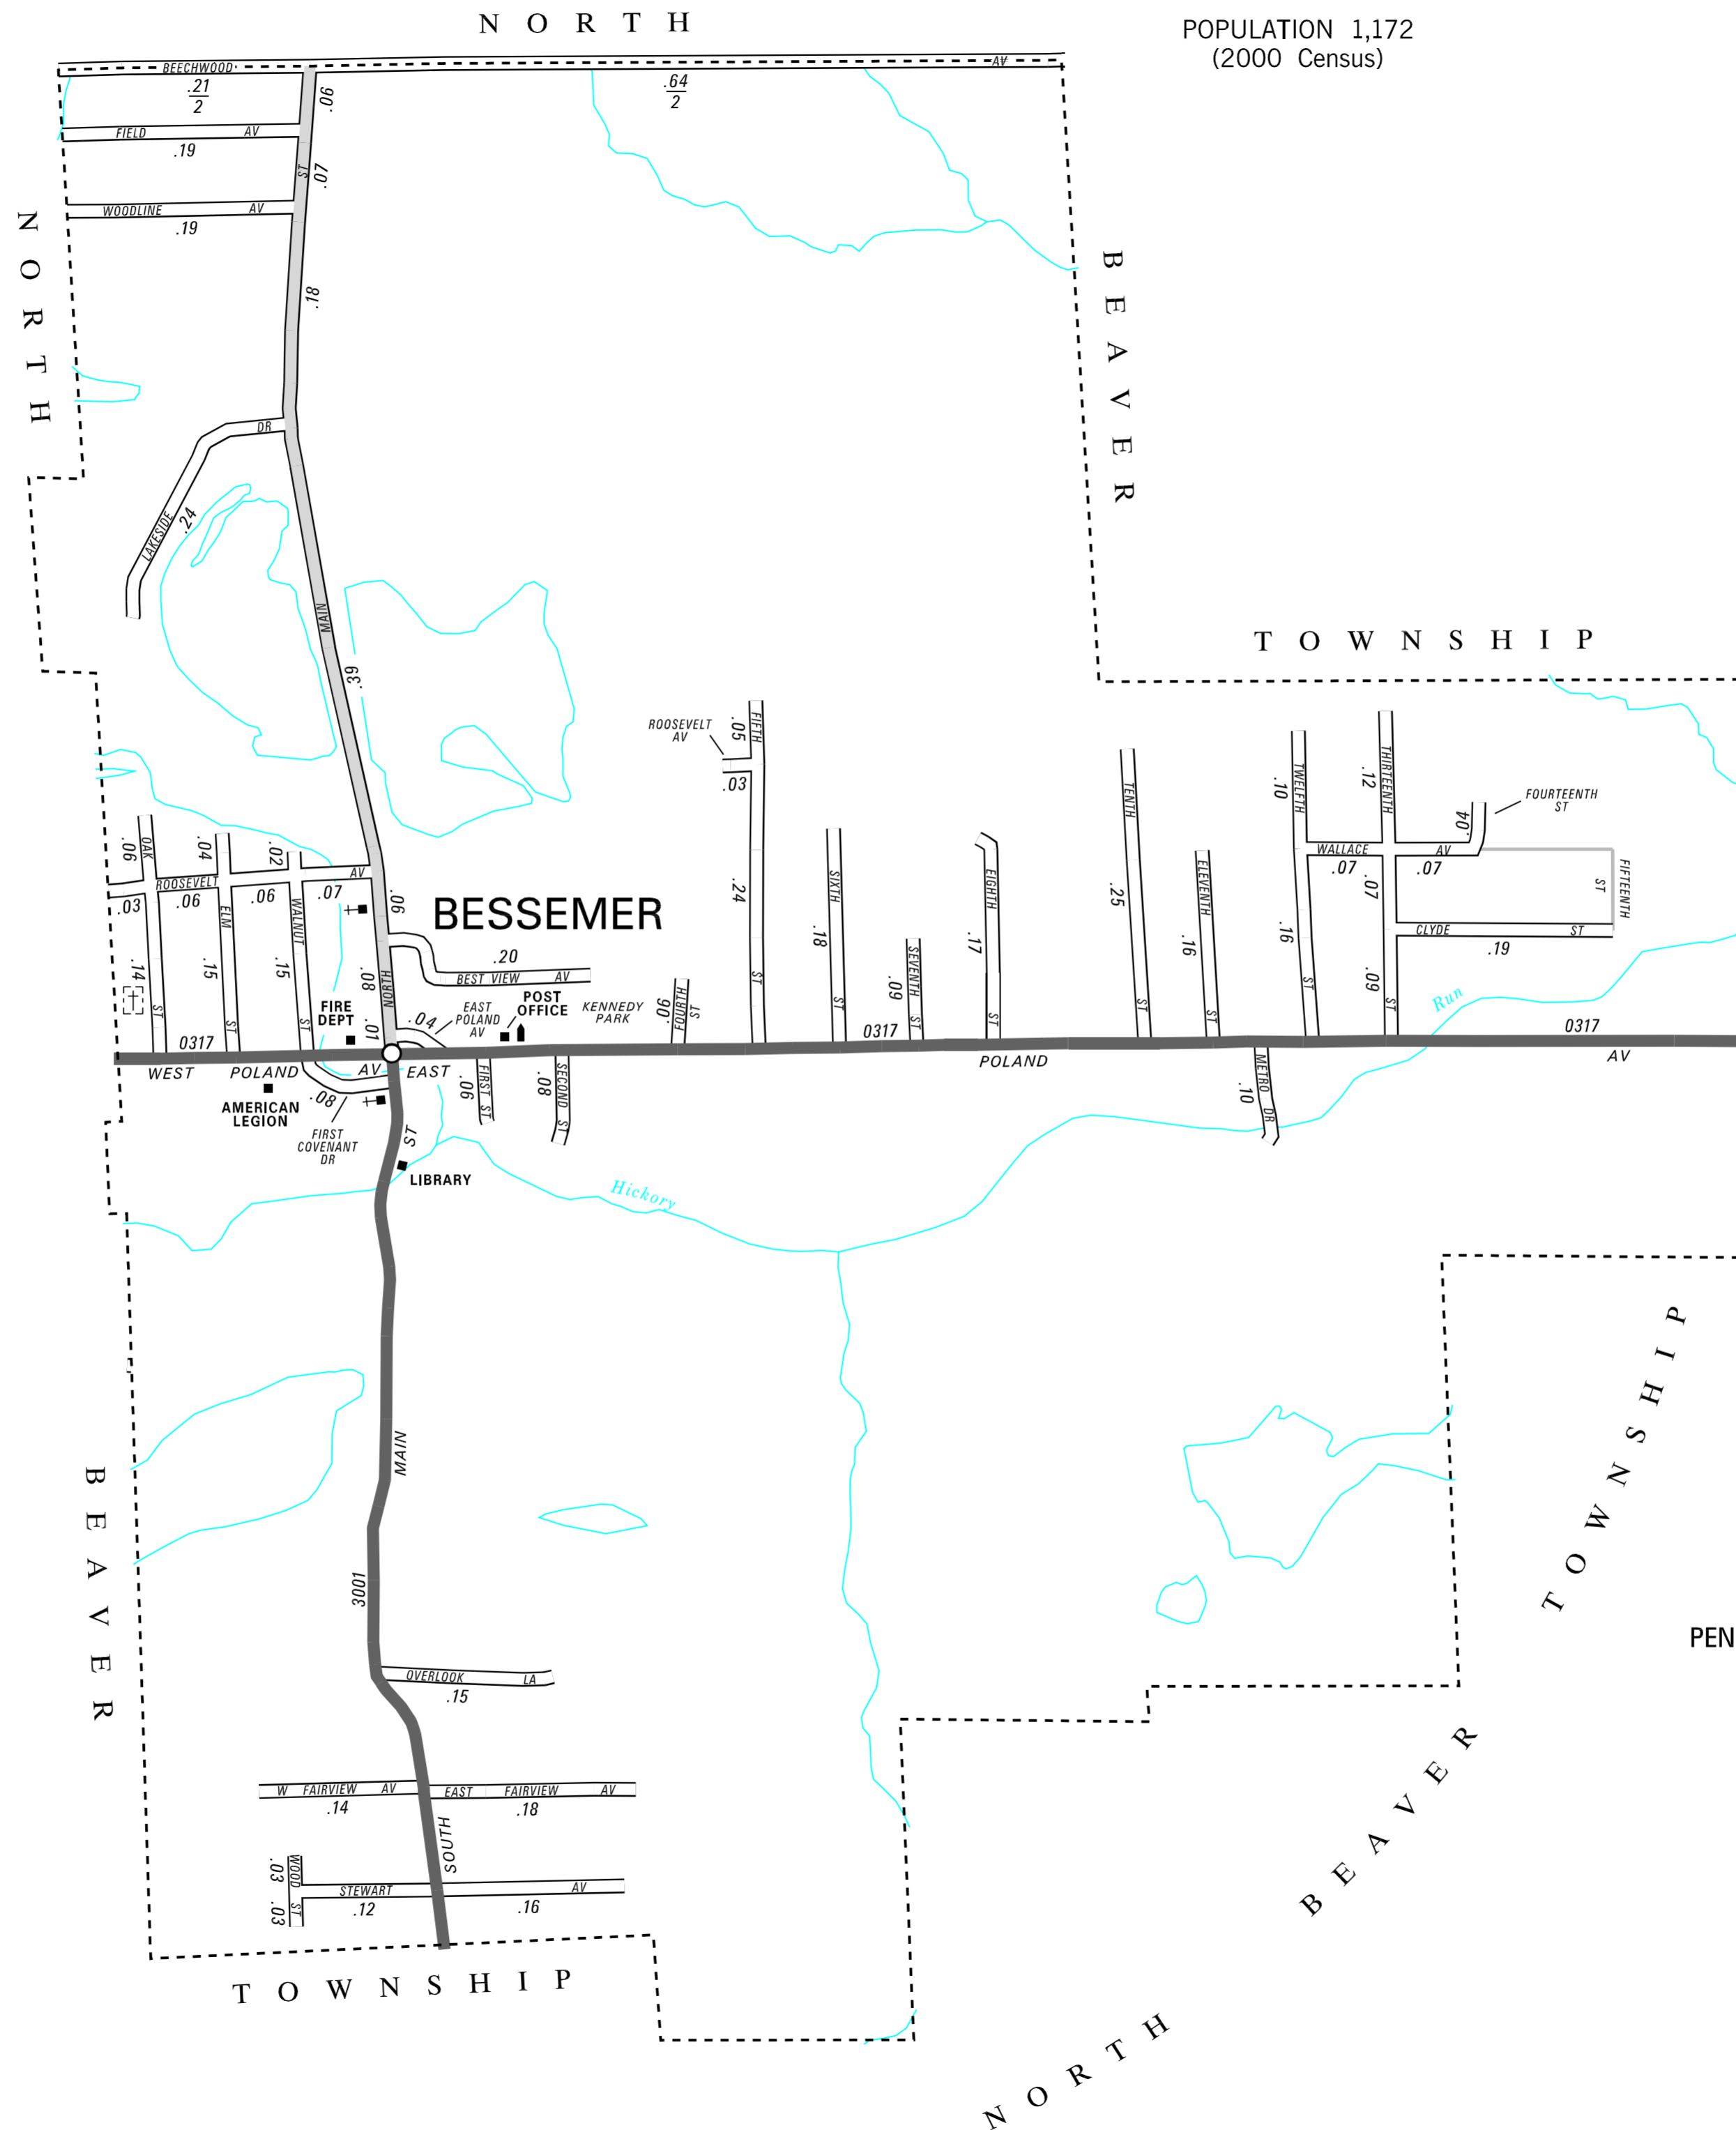 NORTH
POPULATION 1,172
(2000 Census)
BEECHWOOD
AV
.21
2
.64
2
.06
FIELD AV
.19
ST
.07
WOODLINE AV
.19
NORTH
.18
BEAVER
DR
LAKESIDE
.24
MAIN
.39
TOWNSHIP
ROOSEVELT
AV
.03
.05
FIFTH
.24
ST
TENTH
.25
ST
.10
TWELFTH
.16
ST
.12
THIRTEENTH
.07
.09
ST
.04
FOURTEENTH
ST
WALLACE AV
.07
.07
FIFTEENTH
ST
CLYDE ST
.19
.06
OAK
.04
.02
ROOSEVELT AV
.03
.06
.06
.07
.14
ST
ELM
.15
ST
WALNUT
.15
ST
.06
BESSEMER
.08
NORTH
.20
BEST VIEW AV
SIXTH
.18
ST
SEVENTH
.09
ST
EIGHTH
.17
ST
ELEVENTH
.16
ST
FIRE
DEPT
.01
.04
EAST
POLAND
AV
POST
OFFICE
KENNEDY
PARK
.06
FOURTH
ST
Run
0317
0317
0317
WEST POLAND AV EAST
POLAND
AV
AMERICAN
LEGION
.08
FIRST
COVENANT
DR
.06
FIRST ST
.08
SECOND ST
.10
METRO DR
ST
LIBRARY
Hickory
BEAVER
MAIN
3001
TOWNSHIP
PEN
OVERLOOK LA
.15
BEAVER
W FAIRVIEW AV
.14
EAST FAIRVIEW AV
.18
SOUTH
.03
WOOD
.03
ST
STEWART AV
.12
.16
TOWNSHIP
NORTH